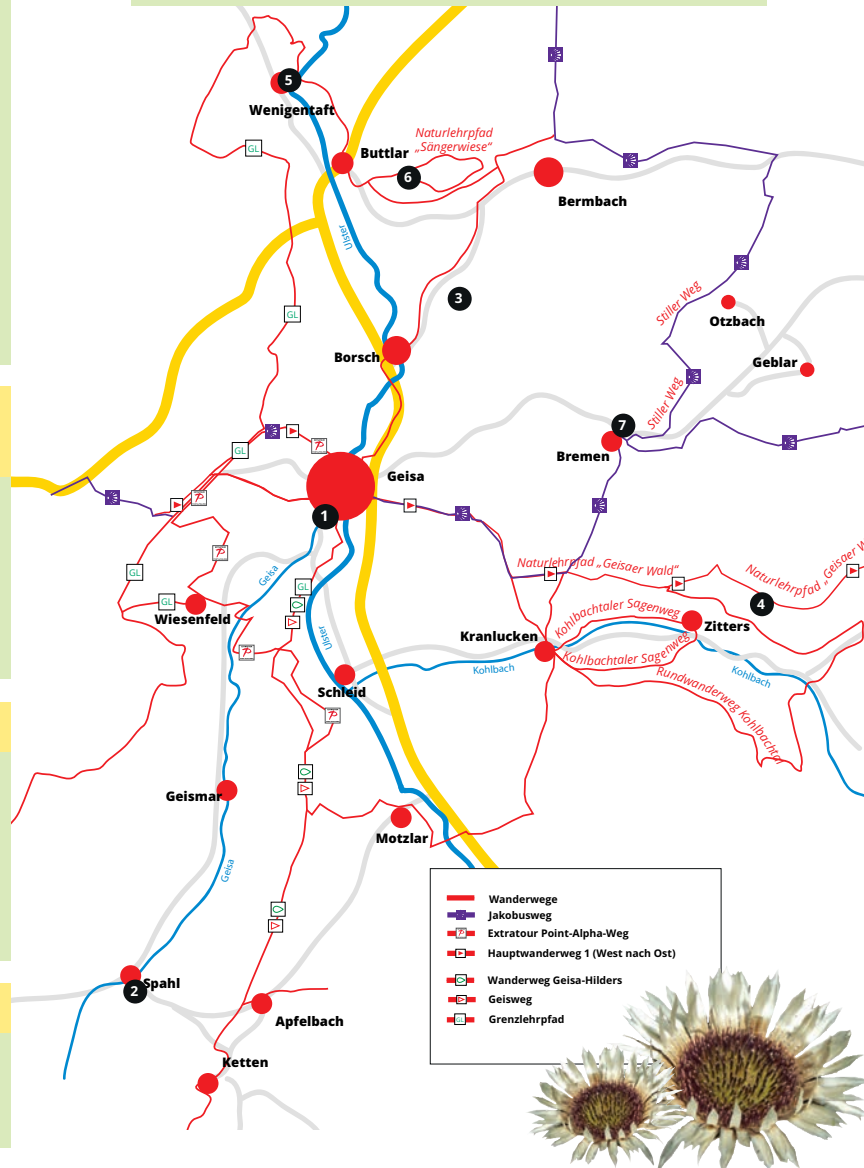 5
Wenigentaft
GL
Naturlehrpfad
„Sängerwiese“
Buttlar
6
Bermbach
Ulster
3
GL
Stiller Weg
Otzbach
Borsch
Geblar
Stiller Weg
7
Bremen
GL
Geisa
1
GL
Geisa
Naturlehrpfad „Geisaer Wald“
Naturlehrpfad „Geisaer W
GL
GL
Wiesenfeld
Kohlbachtaler Sagenweg
4
Zitters
Ulster
Kranlucken
Kohlbachtaler Sagenweg
Kohlbach
Kohlbach
Rundwanderweg Kohlbachtal
Schleid
Geismar
Motzlar
Geisa
Spahl
2
Apfelbach
Ketten
Wanderwege
Jakobusweg
Extratour Point-Alpha-Weg
Hauptwanderweg 1 (West nach Ost)
Wanderweg Geisa-Hilders
Geisweg
GL Grenzlehrpfad